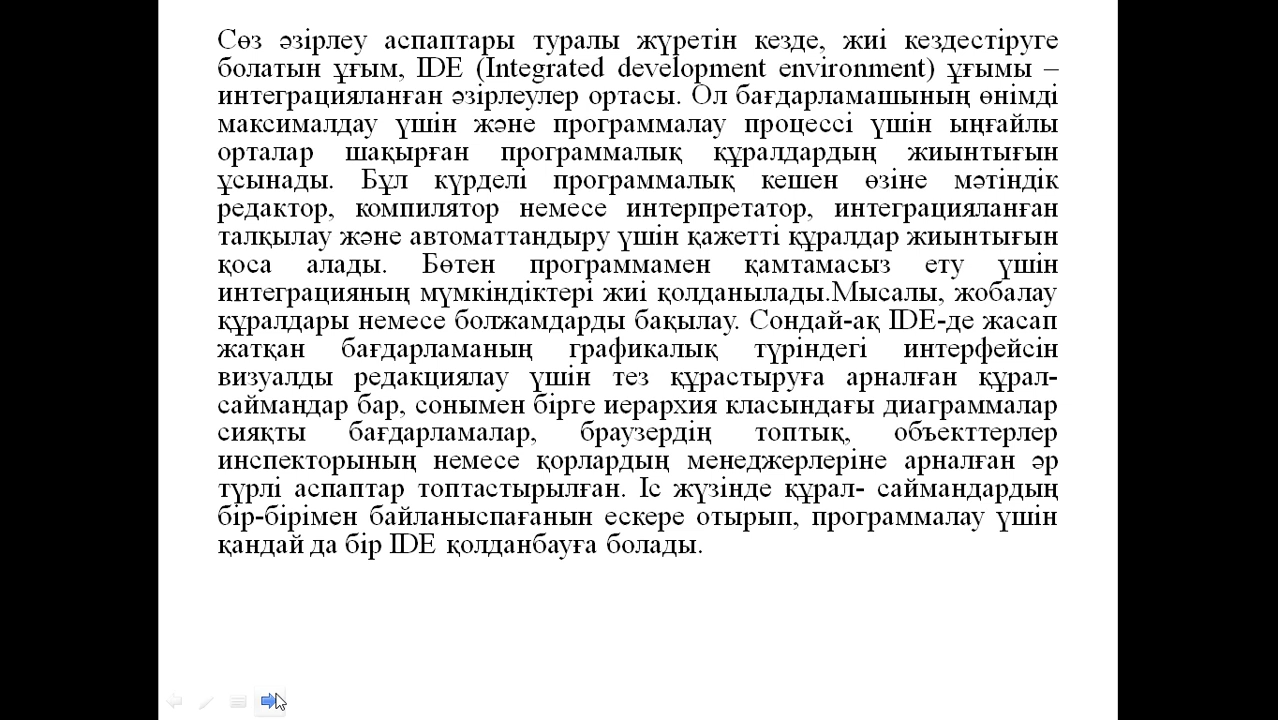 Сөз әзірлеу аспаптары туралы жүретін кезде, жиі кездестіруге
болатын ұғым, IDE (Integrated development environment) ұғымы –
интеграцияланған әзірлеулер ортасы. Ол бағдарламашының өнімді
максималдау үшін және программалау процессі үшін ыңғайлы
орталар шақырған программалық құралдардың жиынтығын
ұсынады. Бұл күрделі программалық кешен өзіне мәтіндік
редактор, компилятор немесе интерпретатор, интеграцияланған
талқылау және автоматтандыру үшін қажетті құралдар жиынтығын
қоса алады. Бөтен программамен қамтамасыз ету үшін
интеграцияның мүмкіндіктері жиі қолданылады.Мысалы, жобалау
құралдары немесе болжамдарды бақылау. Сондай-ақ IDE-де жасап
жатқан бағдарламаның графикалық түріндегі интерфейсін
визуалды редакциялау үшін тез құрастыруға арналған құрал-
саймандар бар, сонымен бірге иерархия класындағы диаграммалар
сияқты бағдарламалар, браузердің топтық, объекттерлер
инспекторының немесе қорлардың менеджерлеріне арналған әр
түрлі аспаптар топтастырылған. Іс жүзінде құрал- саймандардың
бір-бірімен байланыспағанын ескере отырып, программалау үшін
қандай да бір IDE қолданбауға болады.